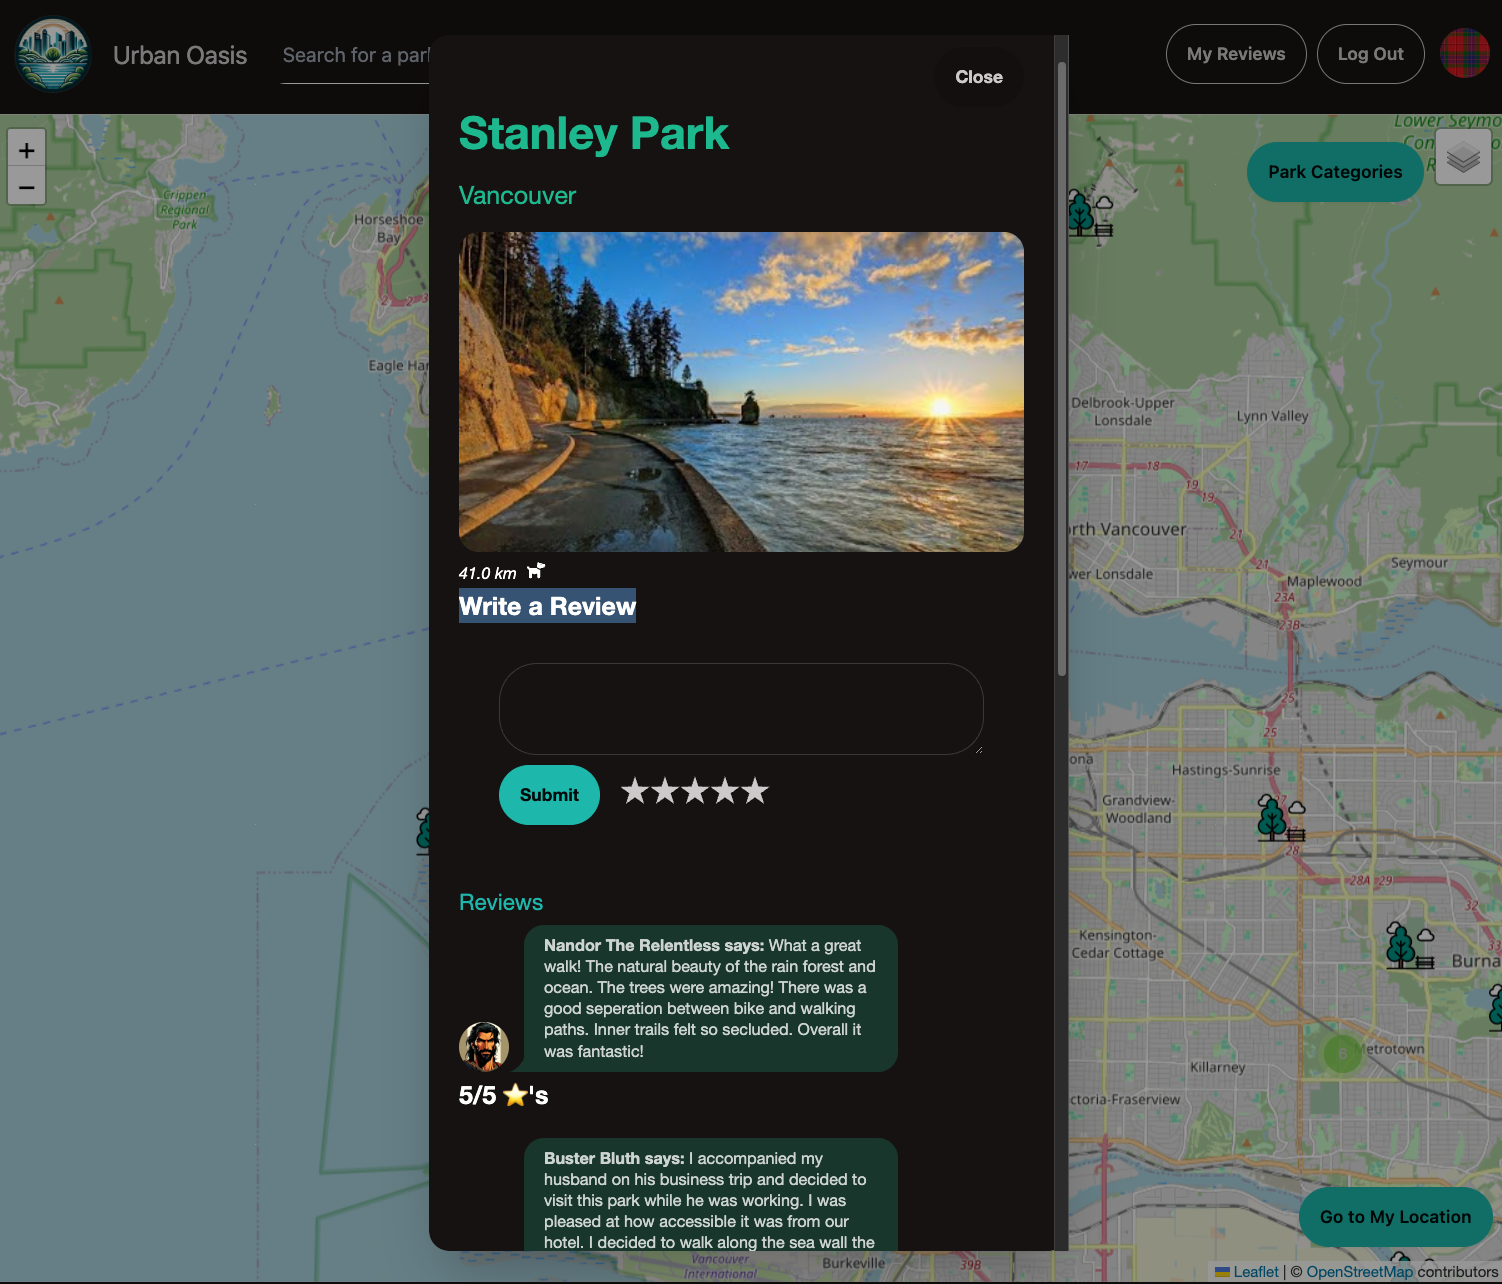 Urban Oasis
Search for a par
My Reviews
Log Out
Close
Stanley Park
Vancouver
+
−
Park Categories
Lower Seymo
Con
R
Crippen
Regional
Park
Horseshoe
Bay
2
2
3
Eagle Har
Delbrook-Upper
Lonsdale
Lynn Valley
17
18
19
19
21
21
rth Vancouver
wer Lonsdale
Seymour
Maplewood
23A
23B
25
25
41.0 km
Write a Review
Submit
★★★★★
ona
Hastings-Sunrise
27
Grandview-
Woodland
28
28A
29
32
33
Kensington-
Cedar Cottage
Burna
Reviews
Nandor The Relentless says: What a great
walk! The natural beauty of the rain forest and
ocean. The trees were amazing! There was a
good seperation between bike and walking
paths. Inner trails felt so secluded. Overall it
was fantastic!
5/5 ⭐'s
6
etrotown
Killarney
ctoria-Fraserview
Buster Bluth says: I accompanied my
husband on his business trip and decided to
visit this park while he was working. I was
pleased at how accessible it was from our
hotel. I decided to walk along the sea wall the
Go to My Location
Vancouver
International
Burkeville
39B
Leaflet | © OpenStreetMap contributors